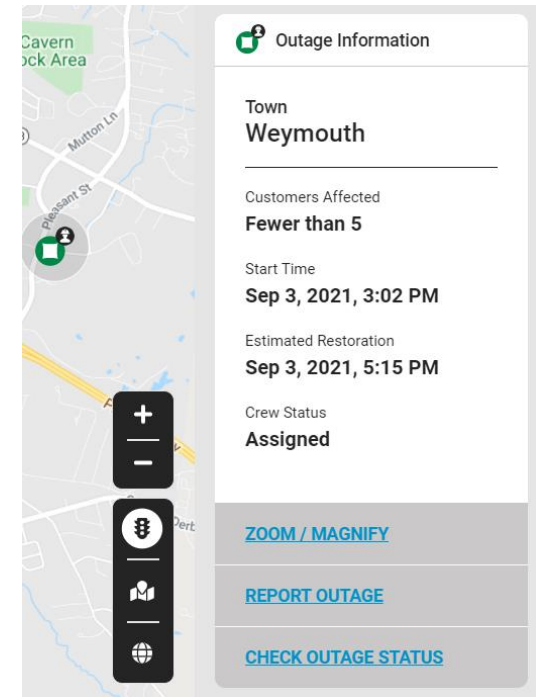 Cavern
ock Area
Mutton Ln
Pleasant St
Outage Information
Town
Weymouth
Customers Affected
Fewer than 5
Start Time
Sep 3, 2021, 3:02 PM
Estimated Restoration
Sep 3, 2021, 5:15 PM
Crew Status
Assigned
+
−
Derb
ZOOM / MAGNIFY
REPORT OUTAGE
CHECK OUTAGE STATUS